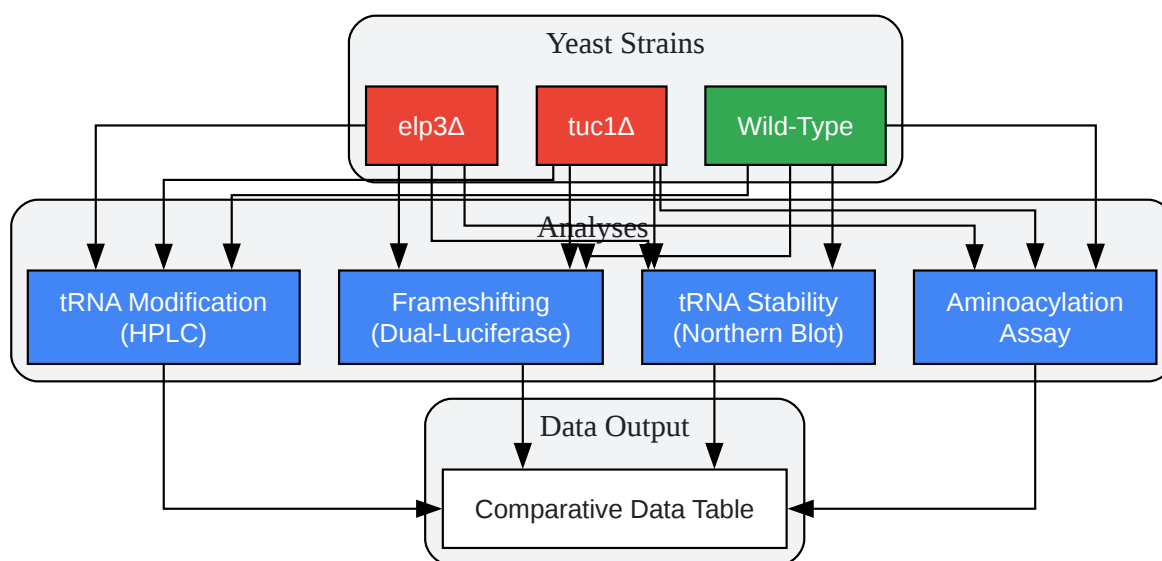 Yeast Strains
elp3Δ
tuc1Δ
Wild-Type
Analyses
tRNA Modification
(HPLC)
Frameshifting
(Dual-Luciferase)
tRNA Stability
(Northern Blot)
Aminoacylation
Assay
Data Output
Comparative Data Table